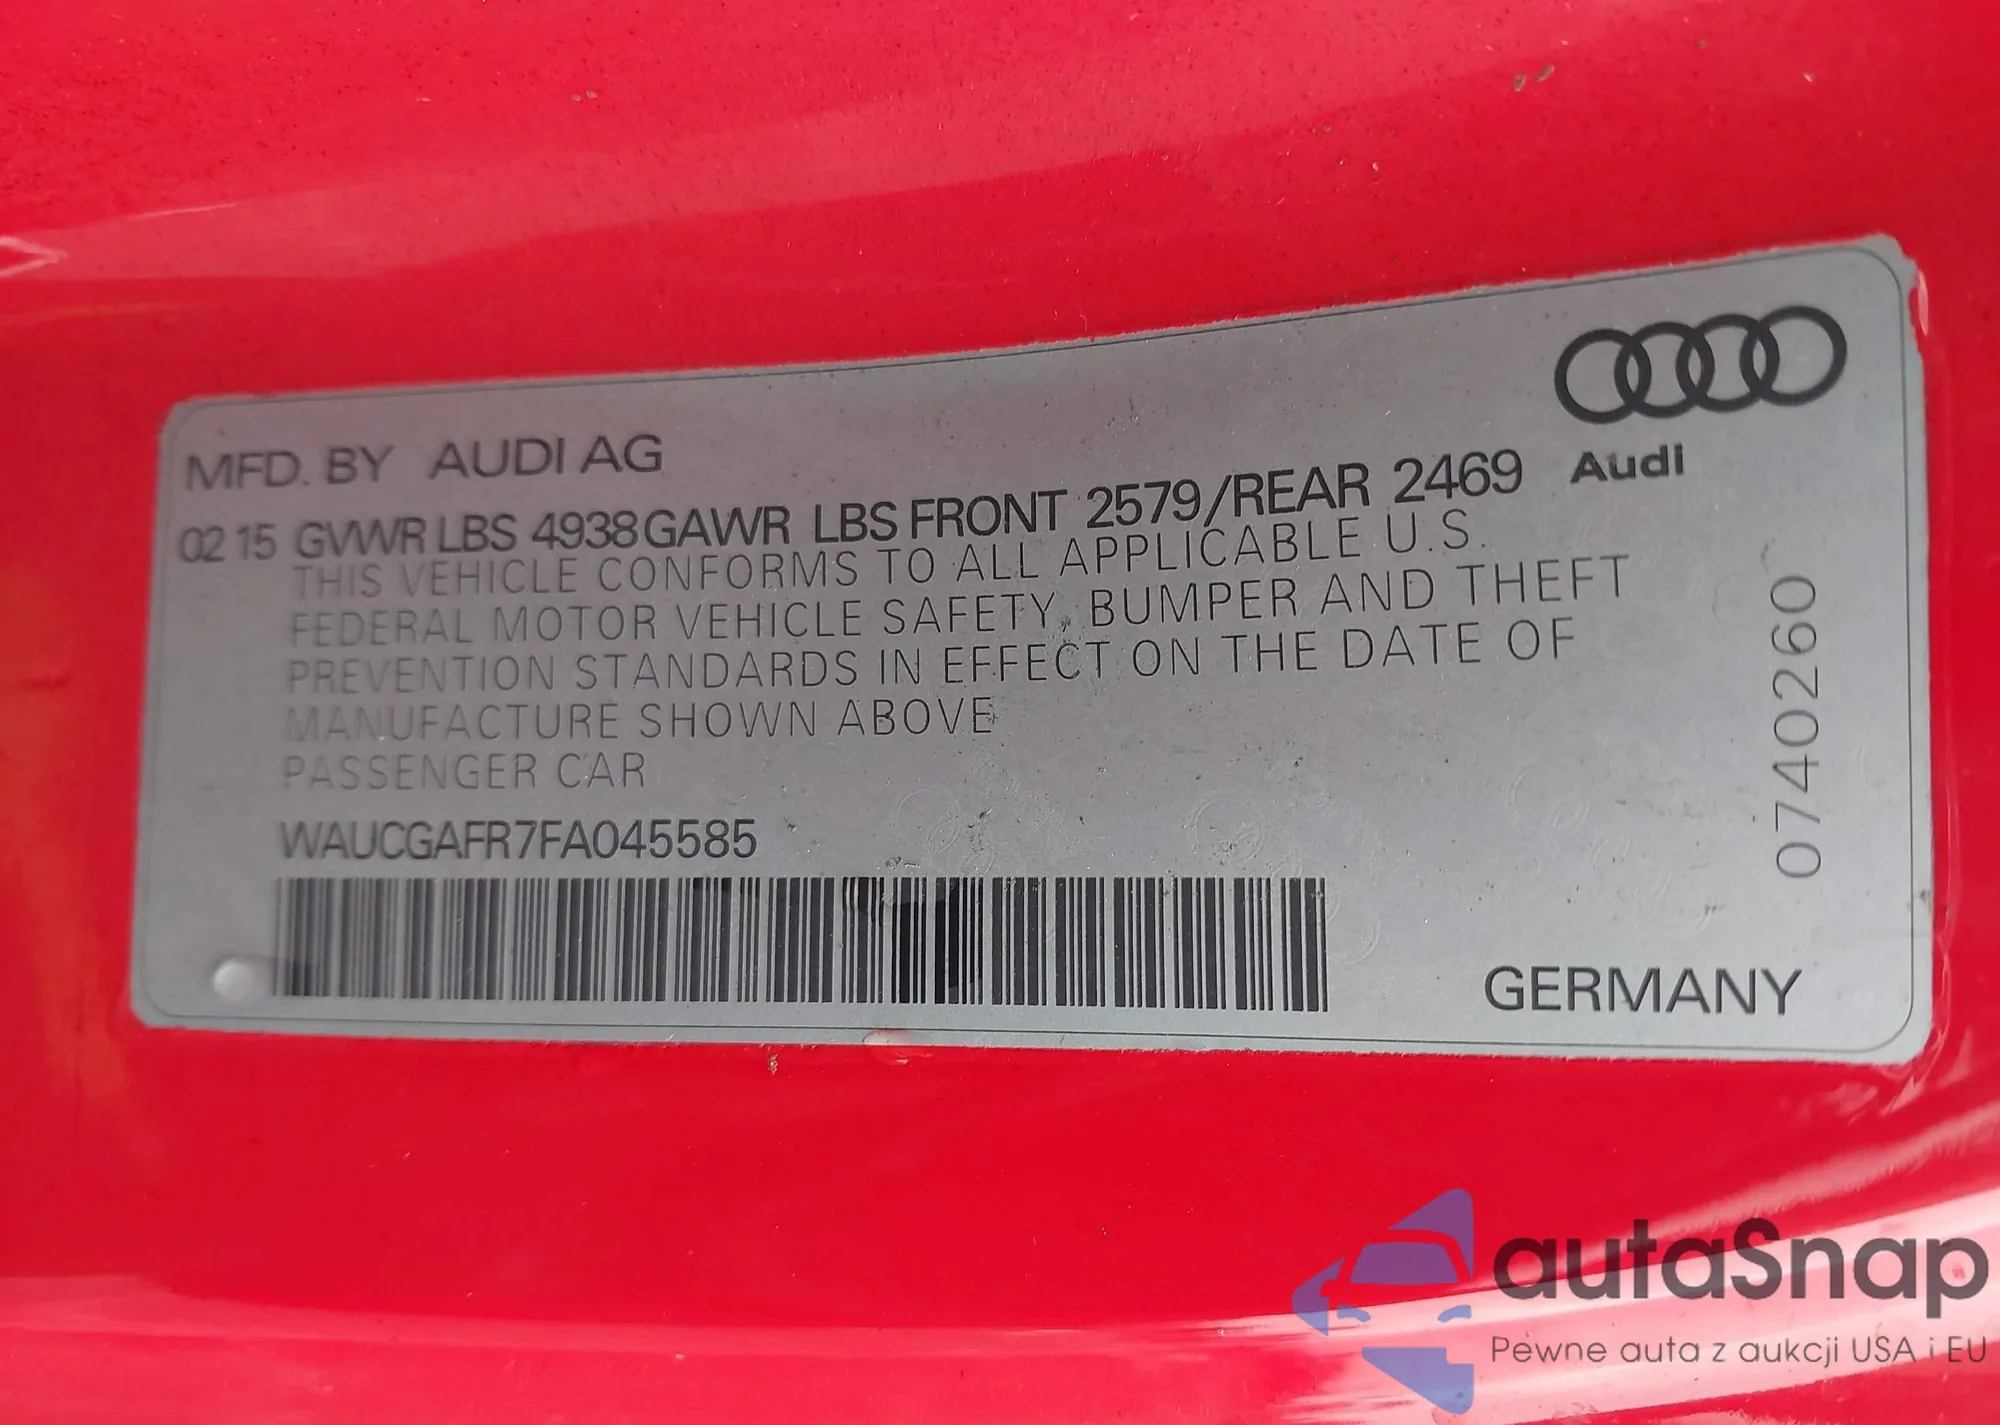 MFD. BY AUDI AG
Audi
02 15 GVWR LBS 4938 GAWR LBS FRONT 2579/REAR 2469
THIS VEHICLE CONFORMS TO ALL APPLICABLE U.S.
FEDERAL MOTOR VEHICLE SAFETY, BUMPER AND THEFT
PREVENTION STANDARDS IN EFFECT ON THE DATE OF
MANUFACTURE SHOWN ABOVE
PASSENGER CAR
WAUCGAFR7FA045585
0740260
GERMANY
autaSnap
Pewne auta z aukcji USA i EU